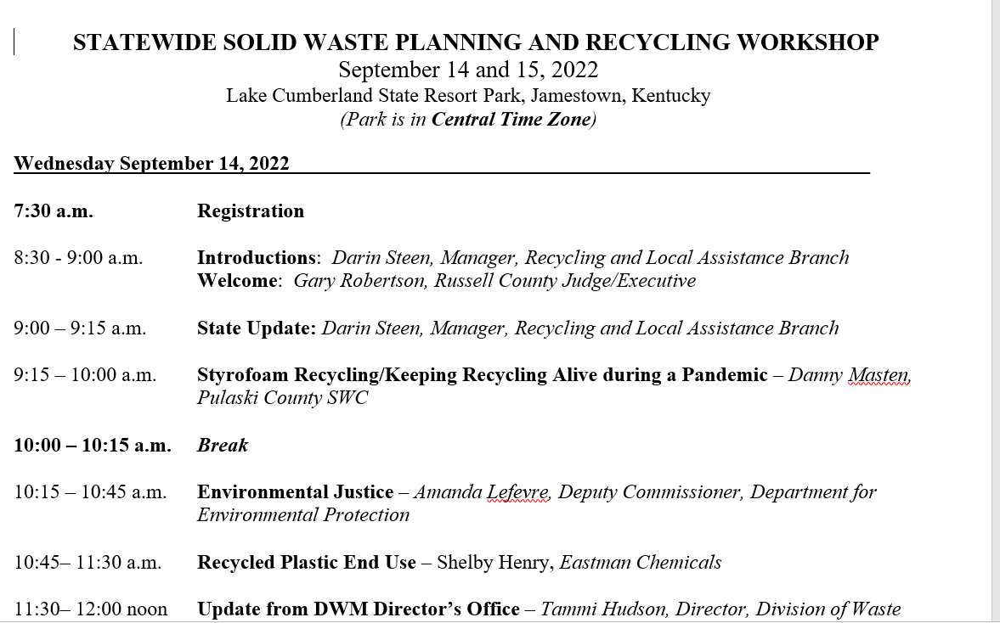 STATEWIDE SOLID WASTE PLANNING AND RECYCLING WORKSHOP
September 14 and 15, 2022
Lake Cumberland State Resort Park, Jamestown, Kentucky
(Park is in Central Time Zone)
Wednesday September 14, 2022
7:30 a.m. Registration
8:30 - 9:00 a.m. Introductions: Darin Steen, Manager, Recycling and Local Assistance Branch
Welcome: Gary Robertson, Russell County Judge/Executive
9:00 – 9:15 a.m. State Update: Darin Steen, Manager, Recycling and Local Assistance Branch
9:15 – 10:00 a.m. Styrofoam Recycling/Keeping Recycling Alive during a Pandemic – Danny Masten,
Pulaski County SWC
10:00 – 10:15 a.m. Break
10:15 – 10:45 a.m. Environmental Justice – Amanda Lefevre, Deputy Commissioner, Department for
Environmental Protection
10:45– 11:30 a.m. Recycled Plastic End Use – Shelby Henry, Eastman Chemicals
11:30– 12:00 noon Update from DWM Director’s Office – Tammi Hudson, Director, Division of Waste